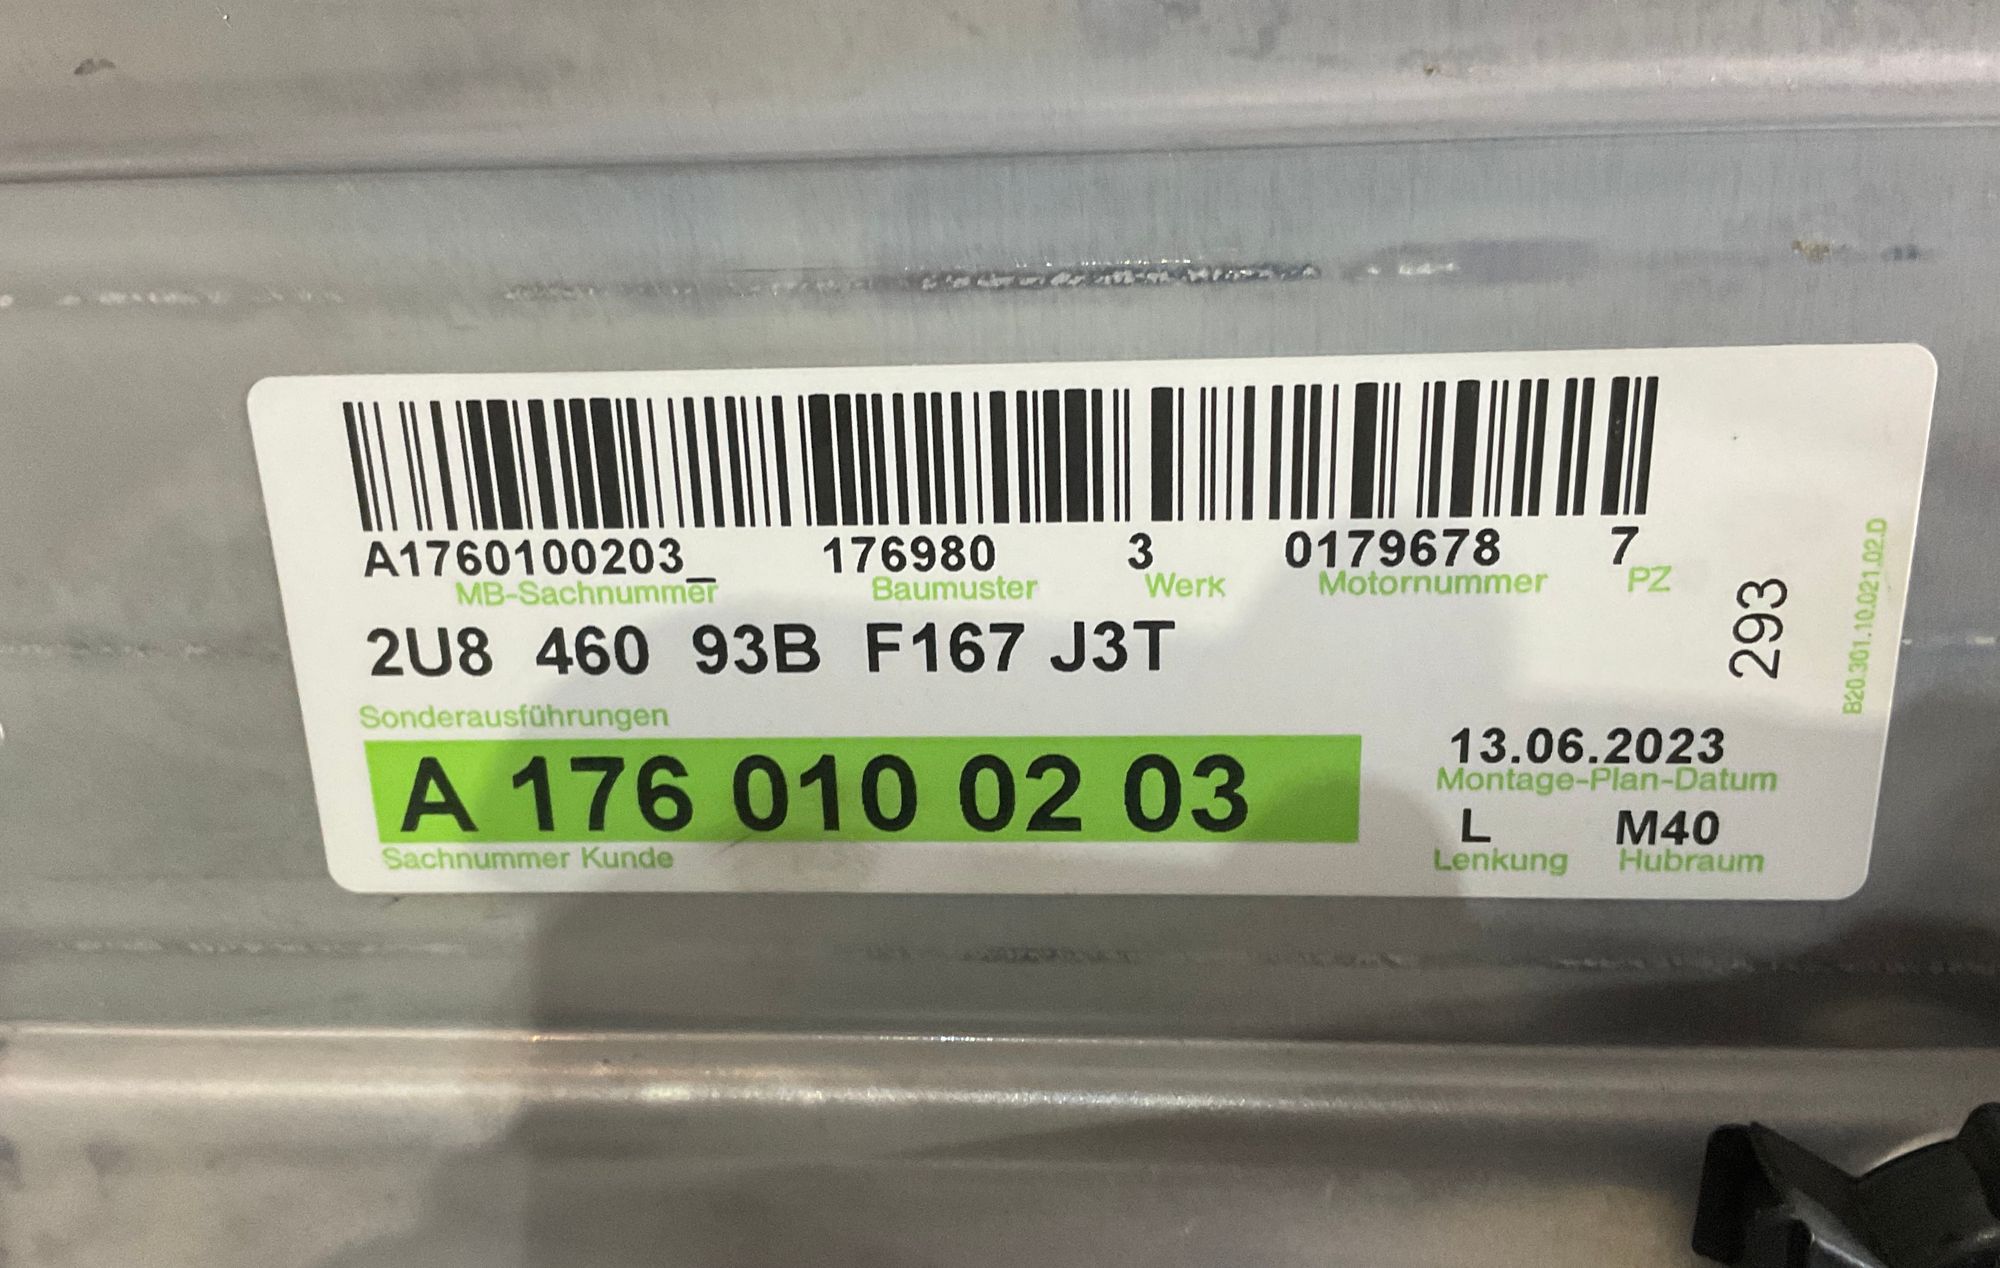 A1760100203_ 176980 3 0179678 7
MB-Sachnummer Baumuster Werk Motornummer PZ
2U8 460 93B F167 J3T
Sonderausführungen
A 176 010 02 03
Sachnummer Kunde
13.06.2023
Montage-Plan-Datum
L M40
Lenkung Hubraum
293
B20.301.10.021.02.D